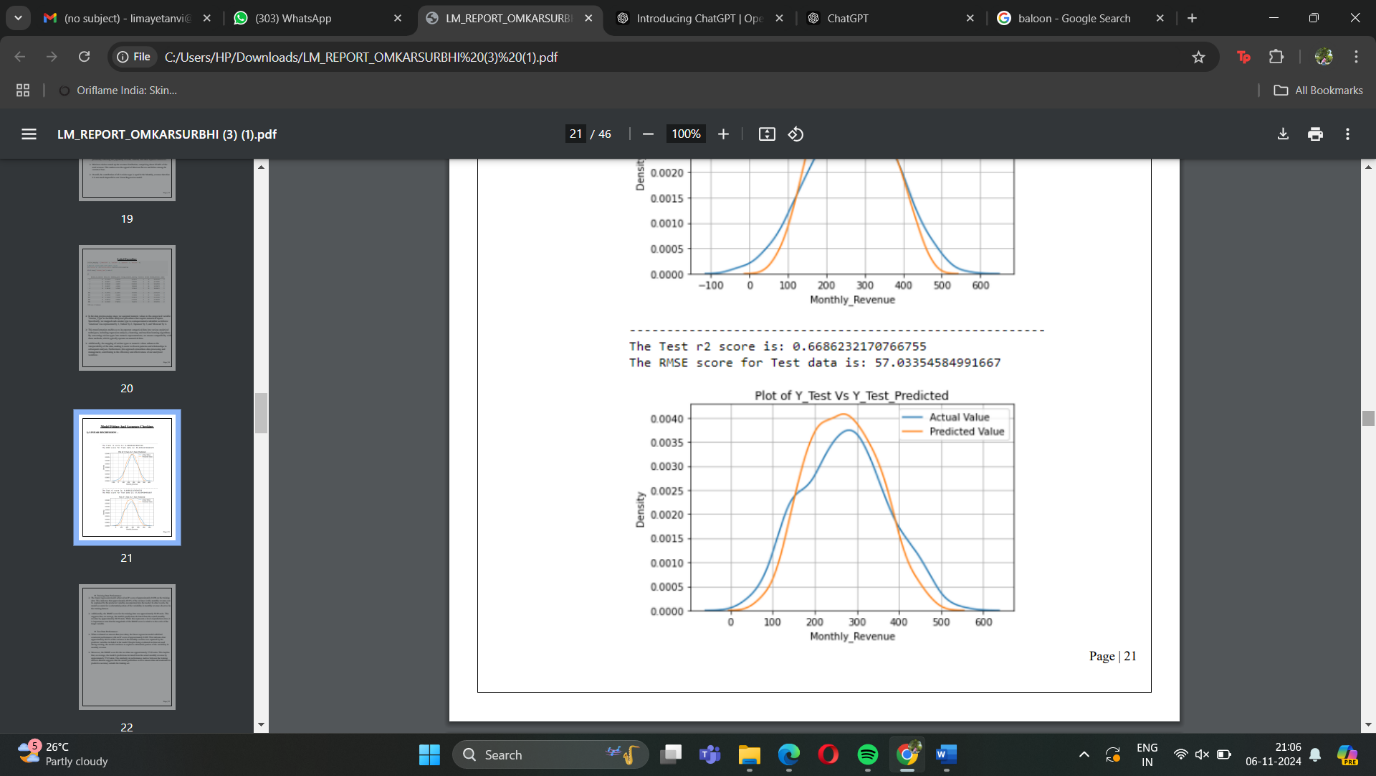 (no subject) - limayetanvi@
(303) WhatsApp
LM_REPORT_OMKARSURBI
Introducing ChatGPT | Ope
ChatGPT
baloon - Google Search
File
C:/Users/HP/Downloads/LM_REPORT_OMKARSURBHI%20(3)%20(1).pdf
Tp
Oriflame India: Skin...
All Bookmarks
LM_REPORT_OMKARSURBHI (3) (1).pdf
21 / 46
100%
19
20
21
22
Density
0.0020
0.0015
0.0010
0.0005
0.0000
−100 0 100 200 300 400 500 600
Monthly_Revenue
The Test r2 score is: 0.6686232170766755
The RMSE score for Test data is: 57.03354584991667
Plot of Y_Test Vs Y_Test_Predicted
Actual Value
Predicted Value
Density
0.0040
0.0035
0.0030
0.0025
0.0020
0.0015
0.0010
0.0005
0.0000
0 100 200 300 400 500 600
Monthly_Revenue
Page | 21
5
26°C
Partly cloudy
Search
ENG
IN
21:06
06-11-2024
PRE